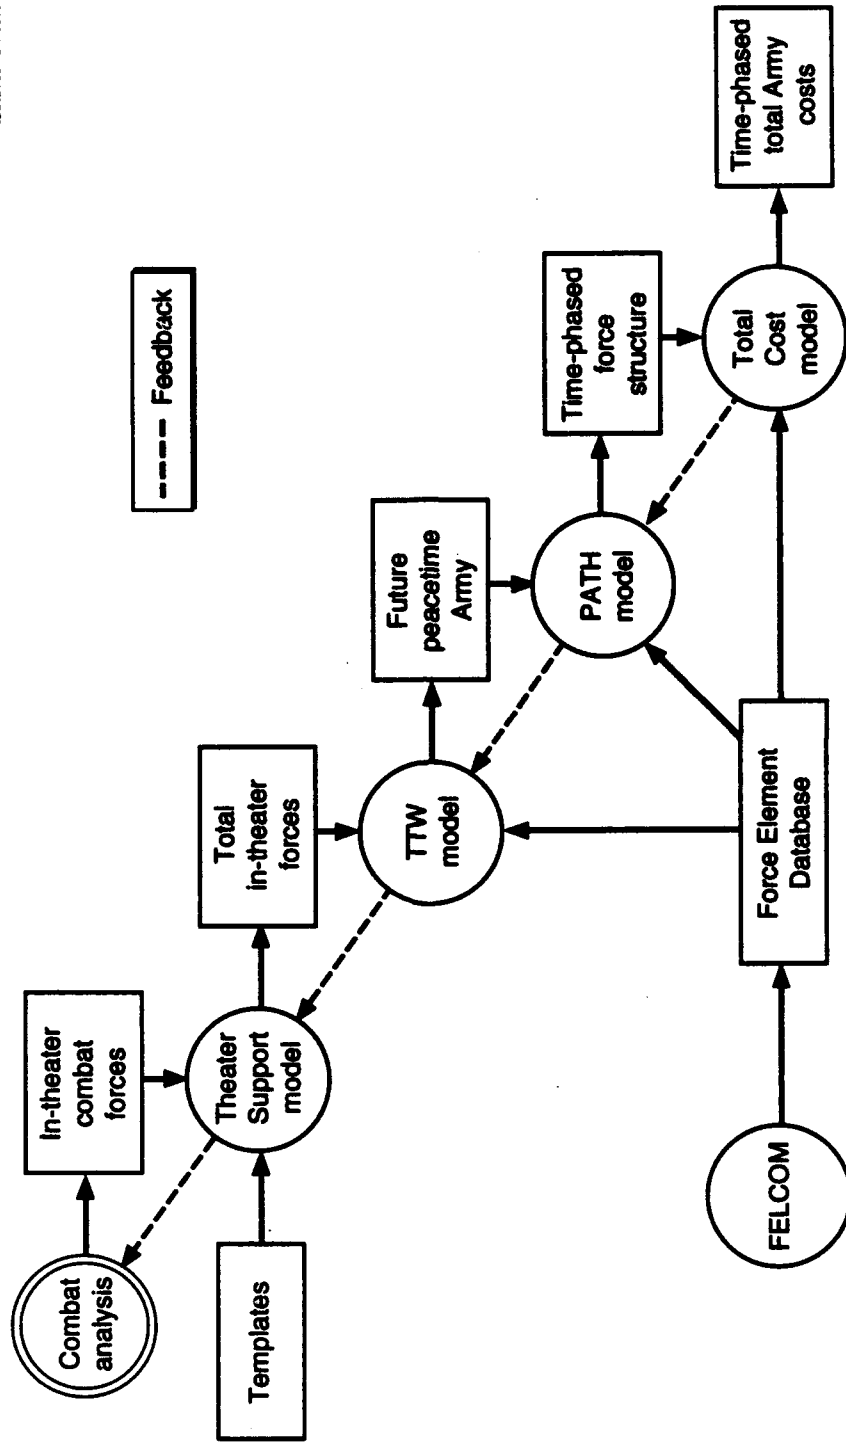 Combat
analysis
In-theater
combat
forces
Templates
Theater
Support
model
Total
in-theater
forces
TTW
model
Future
peacetime
Army
Feedback
PATH
model
Time-phased
force
structure
Total
Cost
model
Time-phased
total Army
costs
FELCOM
Force Element
Database